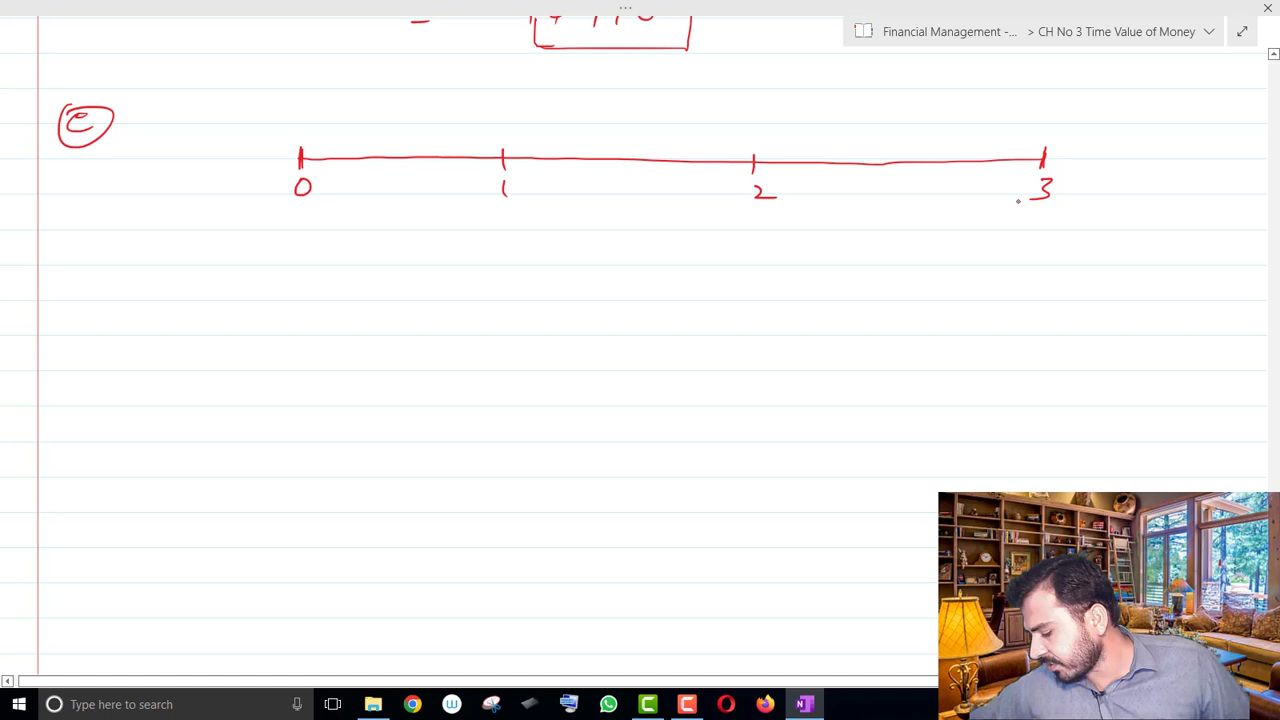 Financial Management -... > CH No 3 Time Value of Money
e
0 1 2 3
Type here to search